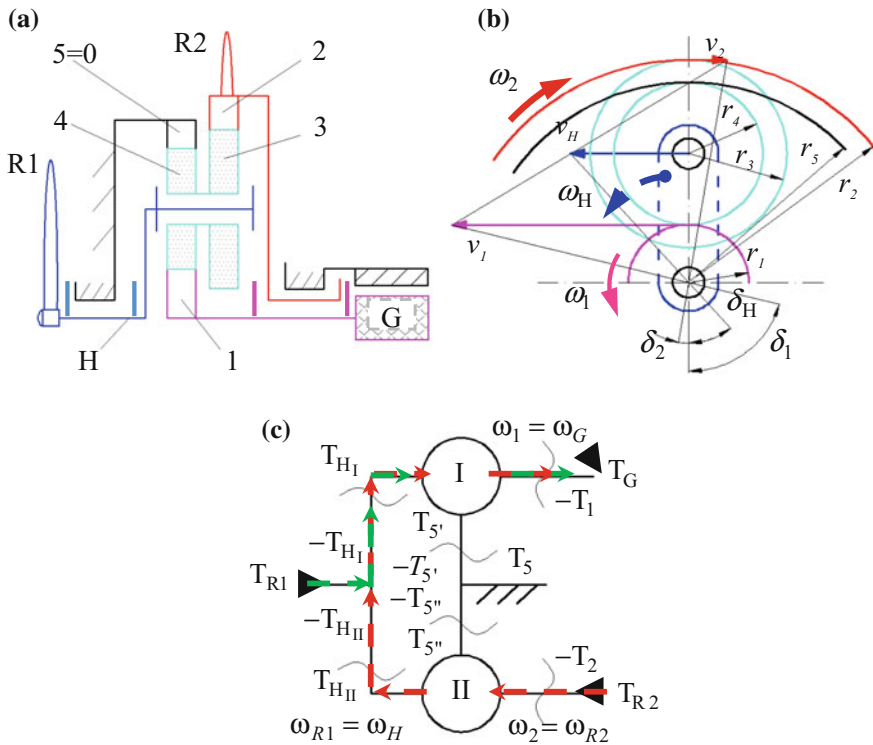 (a)
R2
2
5=0
4
3
R1
G
H
1
(b)
v2
ω2
r4
vH
r3
r5
r2
ωH
v1
r1
ω1
δH
δ2
δ1
(c)
ω1 = ωG
THI
I
TG
−T1
T5'
−THI
−T5'
T5
TR1
−T5"
−THII
T5"
−T2
THII
II
TR2
ωR1 = ωH
ω2 = ωR2